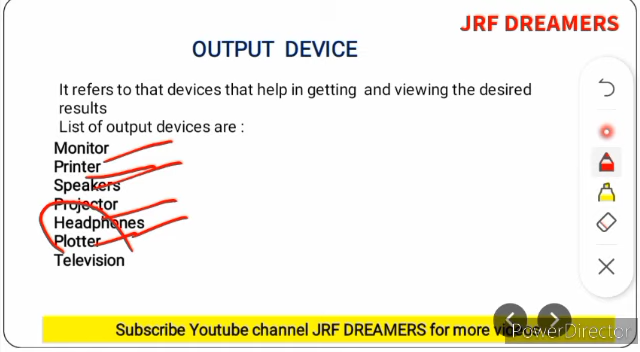 JRF DREAMERS
OUTPUT DEVICE
It refers to that devices that help in getting and viewing the desired
results
List of output devices are :
Monitor
Printer
Speakers
Projector
Headphones
Plotter
Television
Subscribe Youtube channel JRF DREAMERS for more
PowerDirector